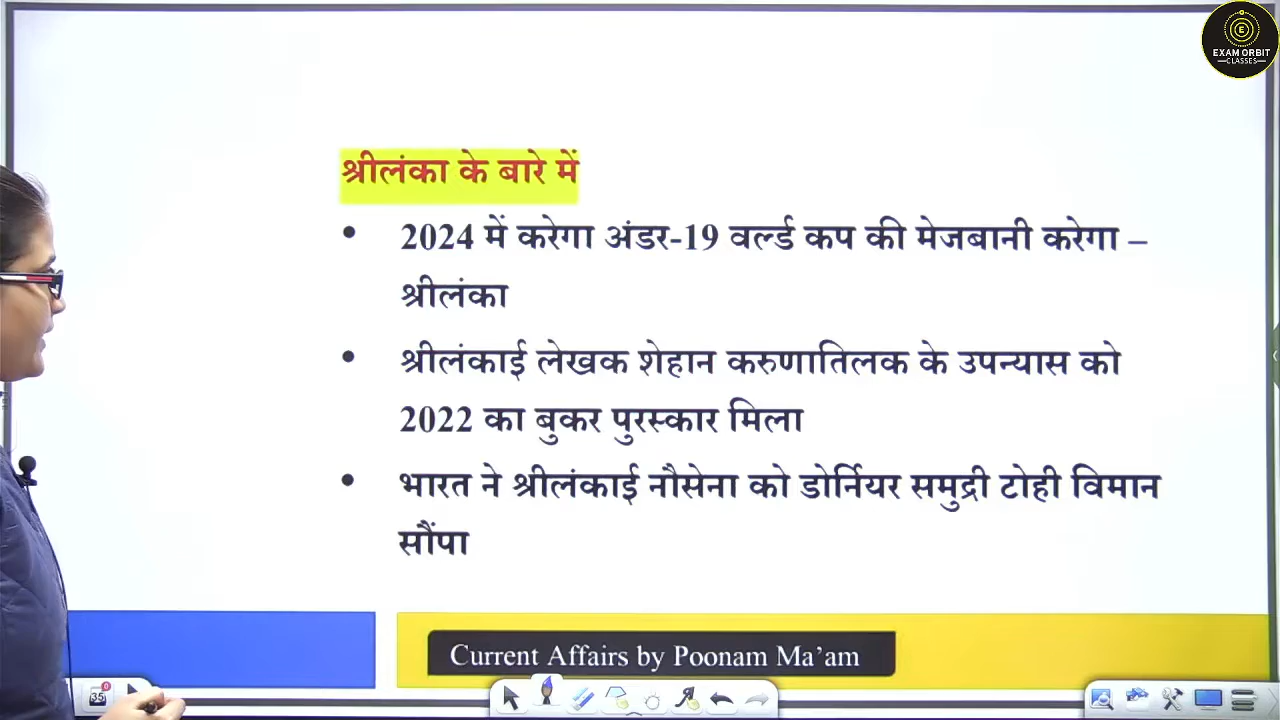 EXAM ORBIT
CLASSES
श्रीलंका के बारे में
• 2024 में करेगा अंडर-19 वर्ल्ड कप की मेजबानी करेगा –
श्रीलंका
• श्रीलंकाई लेखक शेहान करुणातिलक के उपन्यास को
2022 का बुकर पुरस्कार मिला
• भारत ने श्रीलंकाई नौसेना को डोर्नियर समुद्री टोही विमान
सौंपा
Current Affairs by Poonam Ma’am
35